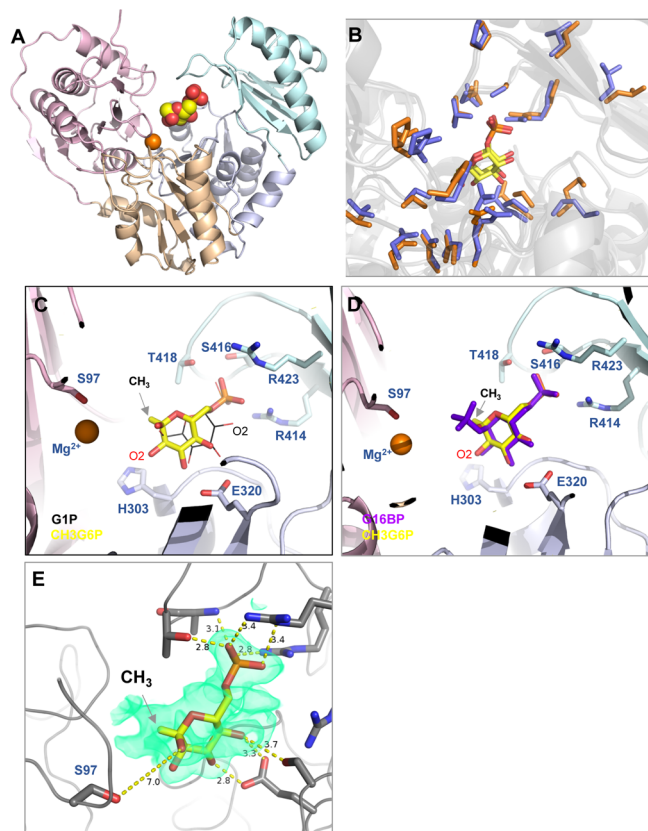 A
B
C
S97
Mg2+
T418
S416
R423
R414
CH3
O2
O2
H303
E320
G1P
CH3G6P
D
S97
Mg2+
T418
S416
R423
R414
CH3
O2
H303
E320
G16BP
CH3G6P
E
3.1
3.4
2.8
2.8
3.4
CH3
3.7
3.3
2.8
7.0
S97